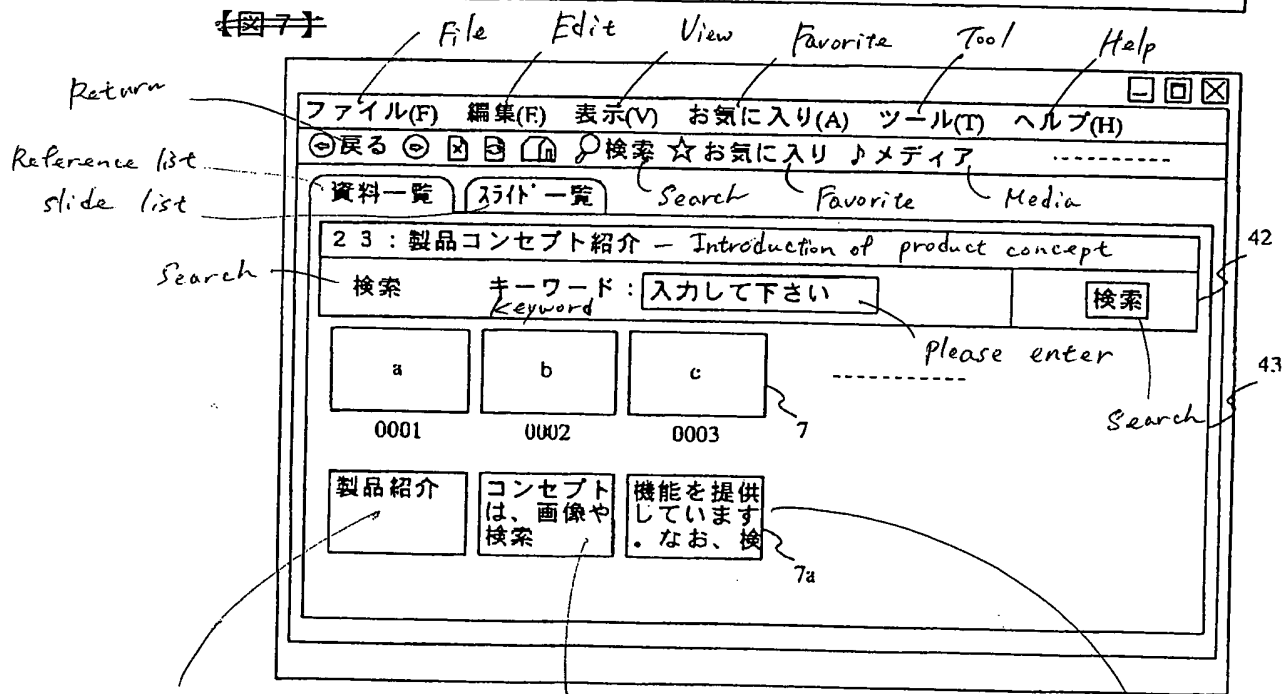 【図7】
File Edit View Favorite Tool Help
Return
ファイル(F) 編集(E) 表示(V) お気に入り(A) ツール(T) ヘルプ(H)
戻る 検索 ☆お気に入り ♪メディア
Reference list
slide list
資料一覧 スライド一覧
Search Favorite Media
23:製品コンセプト紹介 – Introduction of product concept
42
Search
検索 キーワード: 入力して下さい 検索
Keyword
Please enter
Search
43
a b c
7
0001 0002 0003
製品紹介
コンセプト
は、画像や
検索
機能を提供
しています
。なお、検
7a